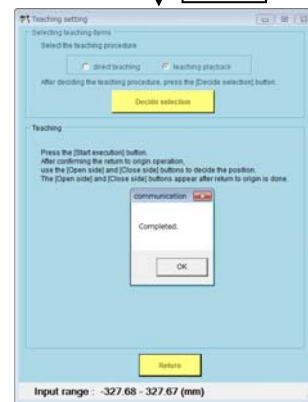 Teaching setting
Selecting teaching items
Select the teaching procedure
direct teaching
teaching playback
After deciding the teaching procedure, press the [Decide selection] button.
Decide selection
Teaching
Press the [Start execution] button.
After confirming the return to origin operation,
use the [Open side] and [Close side] buttons to decide the position.
The [Open side] and [Close side] buttons appear after return to origin is done.
communication
Completed.
OK
Return
Input range : -327.68 - 327.67 (mm)